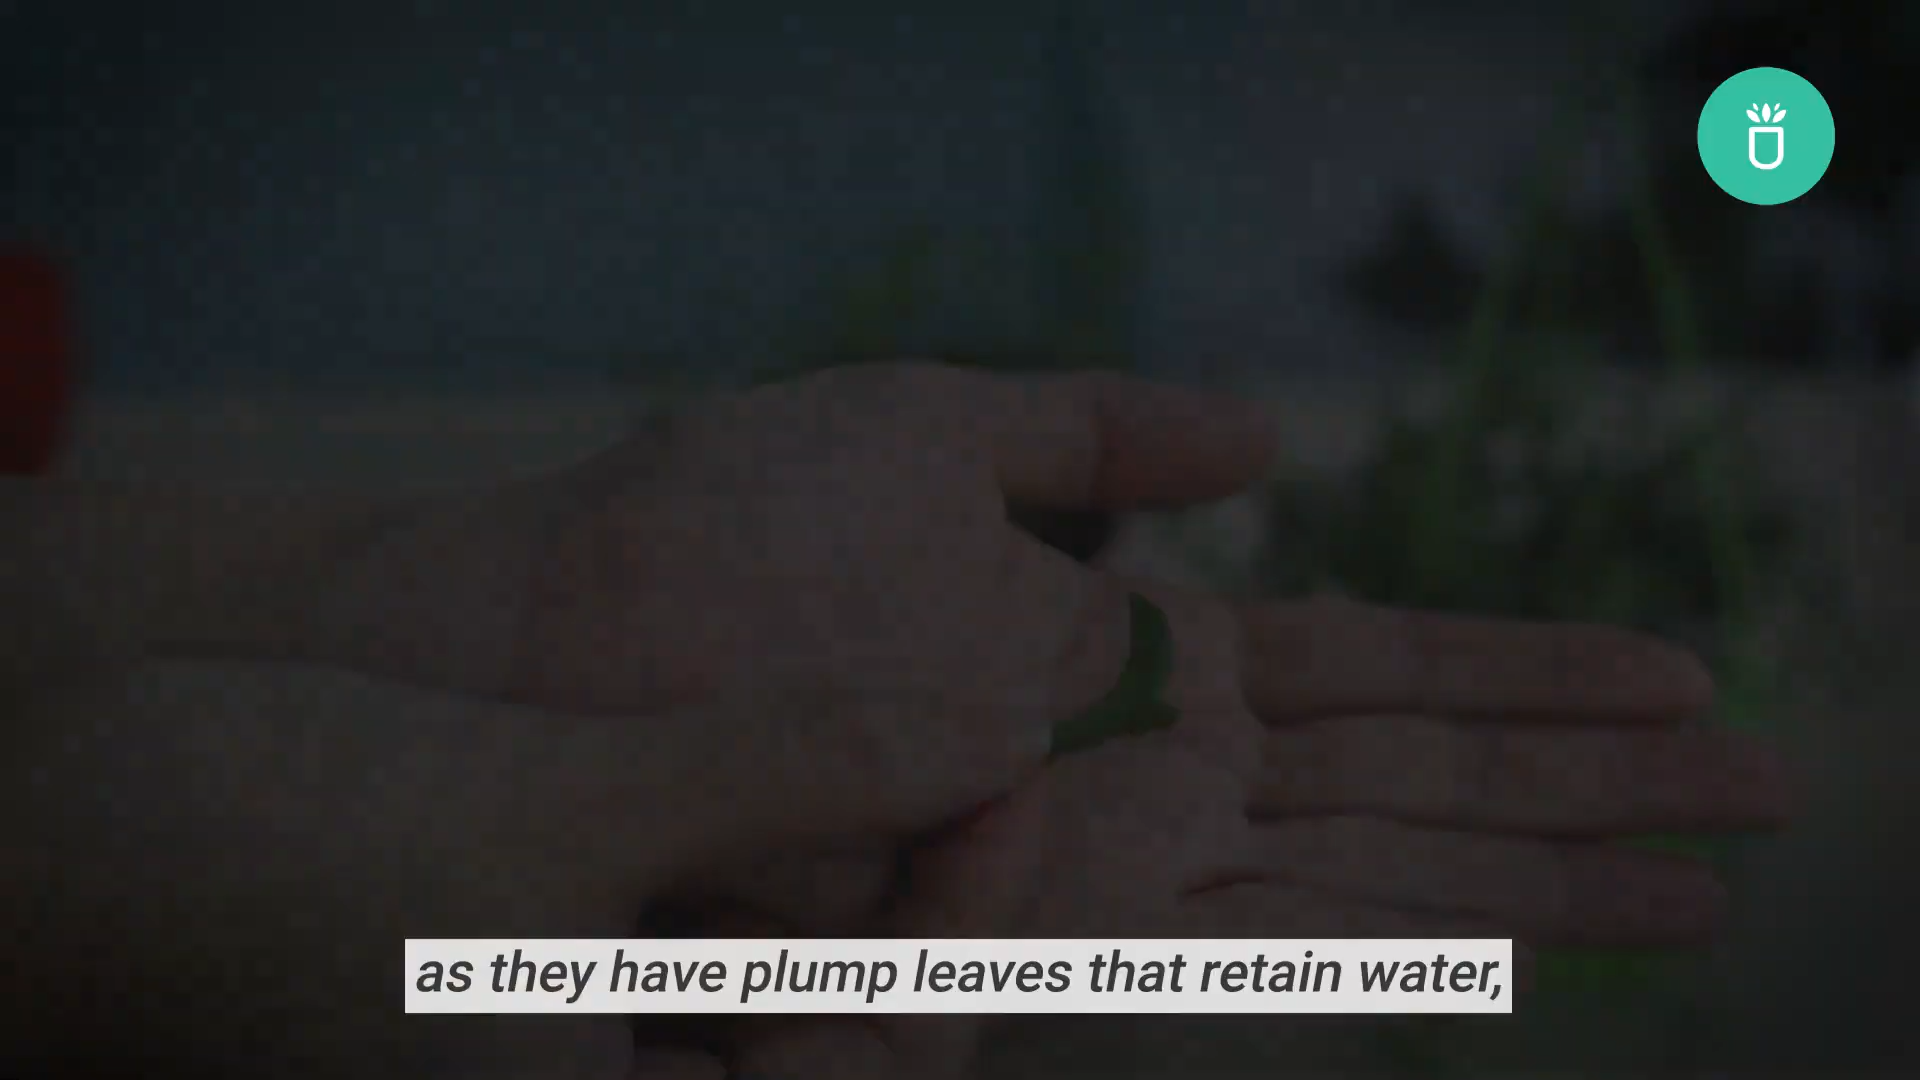 as they have plump leaves that retain water,